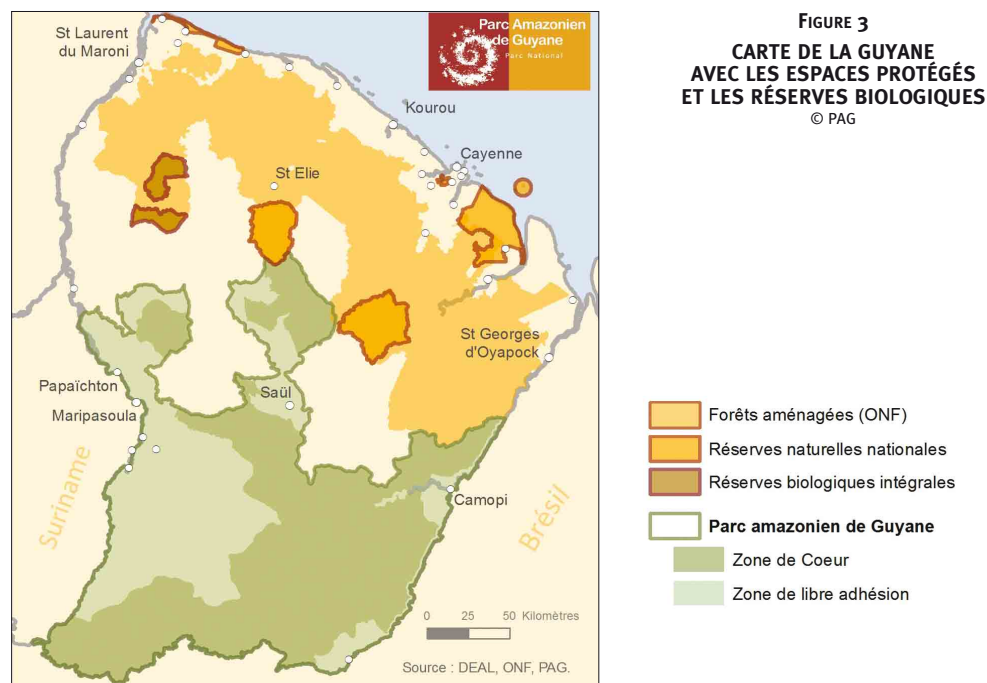 FIGURE 3
CARTE DE LA GUYANE
AVEC LES ESPACES PROTÉGÉS
ET LES RÉSERVES BIOLOGIQUES
© PAG
Parc Amazonien
de Guyane
Parc National
St Laurent
du Maroni
Kourou
Cayenne
St Elie
St Georges
d'Oyapock
Papaïchton
Maripasoula
Saül
Camopi
Suriname
Brésil
0 25 50 Kilomètres
Source : DEAL, ONF, PAG.
Forêts aménagées (ONF)
Réserves naturelles nationales
Réserves biologiques intégrales
Parc amazonien de Guyane
Zone de Coeur
Zone de libre adhésion